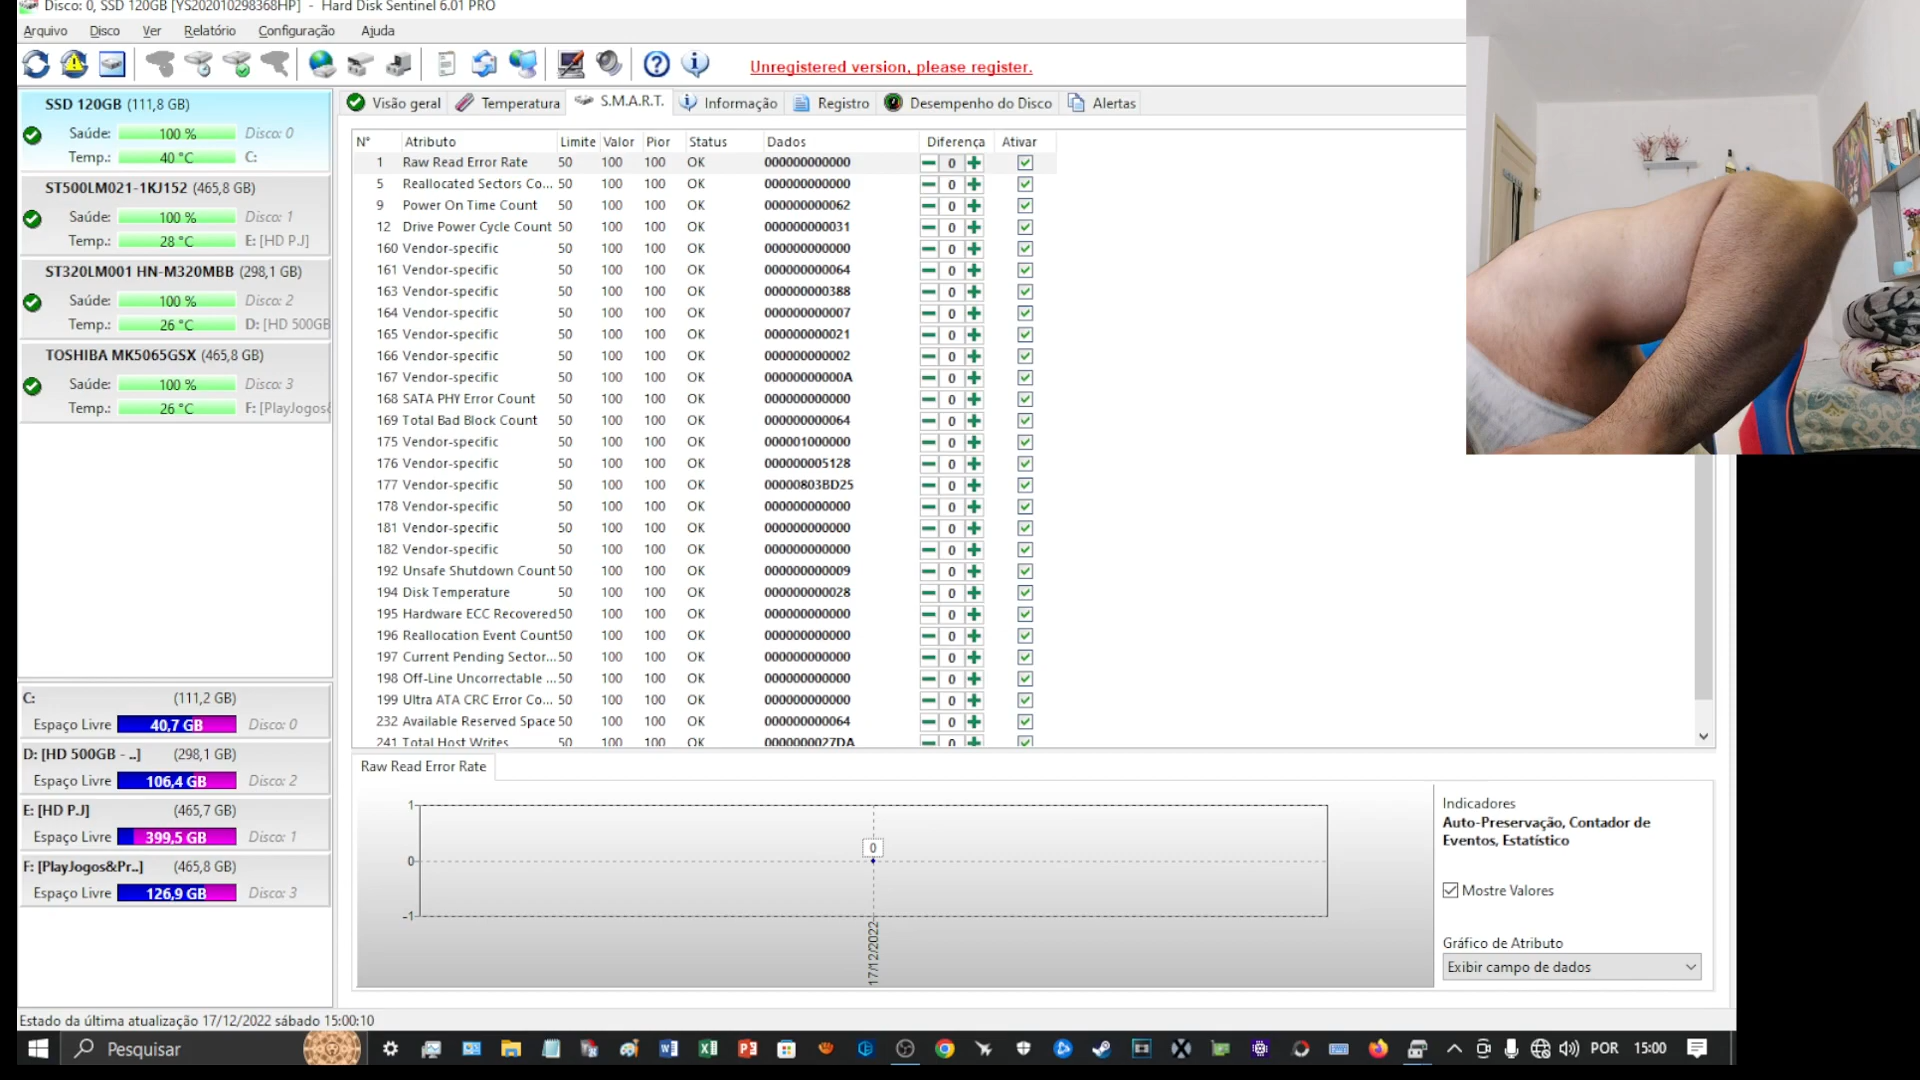 Disco: 0, SSD 120GB [YS202010298368HP] - Hard Disk Sentinel 6.01 PRO
Arquivo Disco Ver Relatório Configuração Ajuda
Unregistered version, please register.
SSD 120GB (111,8 GB)
Saúde: 100 % Disco: 0
Temp.: 40 °C C:
ST500LM021-1KJ152 (465,8 GB)
Saúde: 100 % Disco: 1
Temp.: 28 °C E: [HD P.J]
ST320LM001 HN-M320MBB (298,1 GB)
Saúde: 100 % Disco: 2
Temp.: 26 °C D: [HD 500GB
TOSHIBA MK5065GSX (465,8 GB)
Saúde: 100 % Disco: 3
Temp.: 26 °C F: [PlayJogos&
C: (111,2 GB)
Espaço Livre 40,7 GB Disco: 0
D: [HD 500GB - ..] (298,1 GB)
Espaço Livre 106,4 GB Disco: 2
E: [HD P.J] (465,7 GB)
Espaço Livre 399,5 GB Disco: 1
F: [PlayJogos&Pr..] (465,8 GB)
Espaço Livre 126,9 GB Disco: 3
Visão geral Temperatura S.M.A.R.T. Informação Registro Desempenho do Disco Alertas
N° Atributo Limite Valor Pior Status Dados Diferença Ativar
1 Raw Read Error Rate 50 100 100 OK 000000000000 0
5 Reallocated Sectors Co... 50 100 100 OK 000000000000 0
9 Power On Time Count 50 100 100 OK 000000000062 0
12 Drive Power Cycle Count 50 100 100 OK 000000000031 0
160 Vendor-specific 50 100 100 OK 000000000000 0
161 Vendor-specific 50 100 100 OK 000000000064 0
163 Vendor-specific 50 100 100 OK 000000000388 0
164 Vendor-specific 50 100 100 OK 000000000007 0
165 Vendor-specific 50 100 100 OK 000000000021 0
166 Vendor-specific 50 100 100 OK 000000000002 0
167 Vendor-specific 50 100 100 OK 00000000000A 0
168 SATA PHY Error Count 50 100 100 OK 000000000000 0
169 Total Bad Block Count 50 100 100 OK 000000000064 0
175 Vendor-specific 50 100 100 OK 000001000000 0
176 Vendor-specific 50 100 100 OK 000000005128 0
177 Vendor-specific 50 100 100 OK 00000803BD25 0
178 Vendor-specific 50 100 100 OK 000000000000 0
181 Vendor-specific 50 100 100 OK 000000000000 0
182 Vendor-specific 50 100 100 OK 000000000000 0
192 Unsafe Shutdown Count 50 100 100 OK 000000000009 0
194 Disk Temperature 50 100 100 OK 000000000028 0
195 Hardware ECC Recovered 50 100 100 OK 000000000000 0
196 Reallocation Event Count 50 100 100 OK 000000000000 0
197 Current Pending Sector... 50 100 100 OK 000000000000 0
198 Off-Line Uncorrectable ... 50 100 100 OK 000000000000 0
199 Ultra ATA CRC Error Co... 50 100 100 OK 000000000000 0
232 Available Reserved Space 50 100 100 OK 000000000064 0
241 Total Host Writes 50 100 100 OK 0000000027DA 0
Raw Read Error Rate
1
0
0
-1
17/12/2022
Indicadores
Auto-Preservação, Contador de
Eventos, Estatístico
Mostre Valores
Gráfico de Atributo
Exibir campo de dados
Estado da última atualização 17/12/2022 sábado 15:00:10
Pesquisar POR 15:00